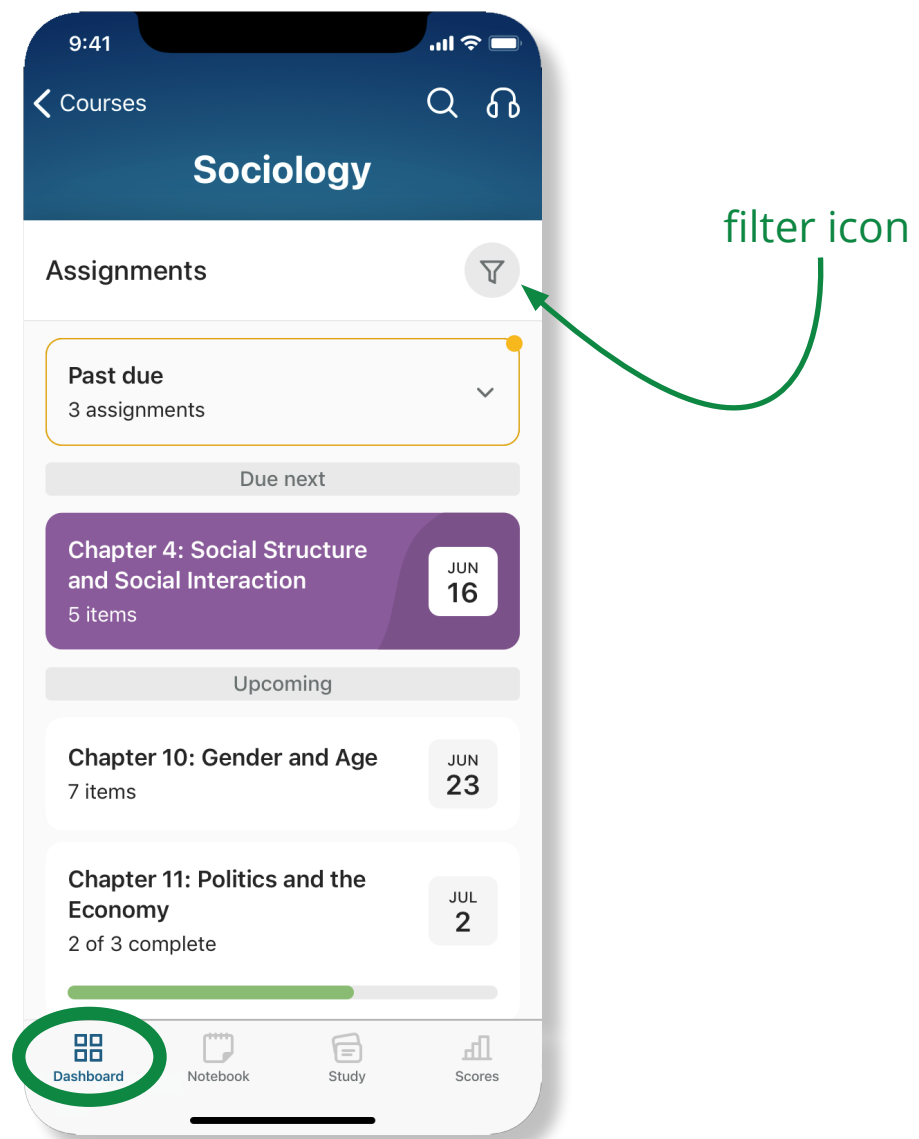 9:41
Courses
Sociology
filter icon
Assignments
Past due
3 assignments
Due next
Chapter 4: Social Structure
and Social Interaction
5 items
JUN
16
Upcoming
Chapter 10: Gender and Age
7 items
JUN
23
Chapter 11: Politics and the
Economy
2 of 3 complete
JUL
2
Dashboard
Notebook
Study
Scores